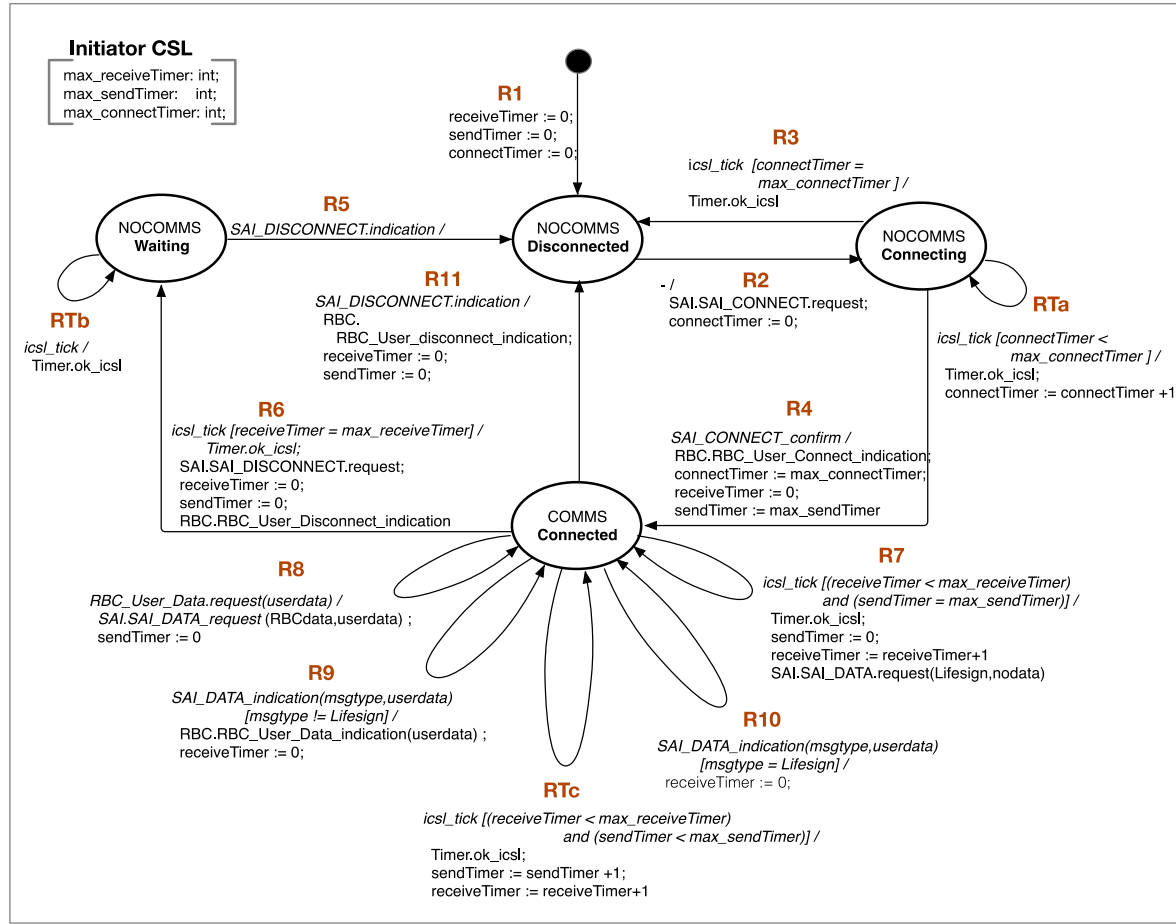 Initiator CSL
max_receiveTimer: int;
max_sendTimer: int;
max_connectTimer: int;
R1
receiveTimer := 0;
sendTimer := 0;
connectTimer := 0;
R3
icsl_tick [connectTimer =
max_connectTimer ] /
Timer.ok_icsl
R5
SAI_DISCONNECT.indication /
NOCOMMS
Waiting
NOCOMMS
Disconnected
NOCOMMS
Connecting
RTb
icsl_tick /
Timer.ok_icsl
R11
SAI_DISCONNECT.indication /
RBC.
RBC_User_disconnect_indication;
receiveTimer := 0;
sendTimer := 0;
R2
- /
SAI.SAI_CONNECT.request;
connectTimer := 0;
RTa
icsl_tick [connectTimer <
max_connectTimer ] /
Timer.ok_icsl;
connectTimer := connectTimer +1
R6
icsl_tick [receiveTimer = max_receiveTimer] /
Timer.ok_icsl;
SAI.SAI_DISCONNECT.request;
receiveTimer := 0;
sendTimer := 0;
RBC.RBC_User_Disconnect_indication
R4
SAI_CONNECT_confirm /
RBC.RBC_User_Connect_indication;
connectTimer := max_connectTimer;
receiveTimer := 0;
sendTimer := max_sendTimer
COMMS
Connected
R8
RBC_User_Data.request(userdata) /
SAI.SAI_DATA_request (RBCdata,userdata) ;
sendTimer := 0
R7
icsl_tick [(receiveTimer < max_receiveTimer)
and (sendTimer = max_sendTimer)] /
Timer.ok_icsl;
sendTimer := 0;
receiveTimer := receiveTimer+1
SAI.SAI_DATA.request(Lifesign,nodata)
R9
SAI_DATA_indication(msgtype,userdata)
[msgtype != Lifesign] /
RBC.RBC_User_Data_indication(userdata) ;
receiveTimer := 0;
R10
SAI_DATA_indication(msgtype,userdata)
[msgtype = Lifesign] /
receiveTimer := 0;
RTc
icsl_tick [(receiveTimer < max_receiveTimer)
and (sendTimer < max_sendTimer)] /
Timer.ok_icsl;
sendTimer := sendTimer +1;
receiveTimer := receiveTimer+1